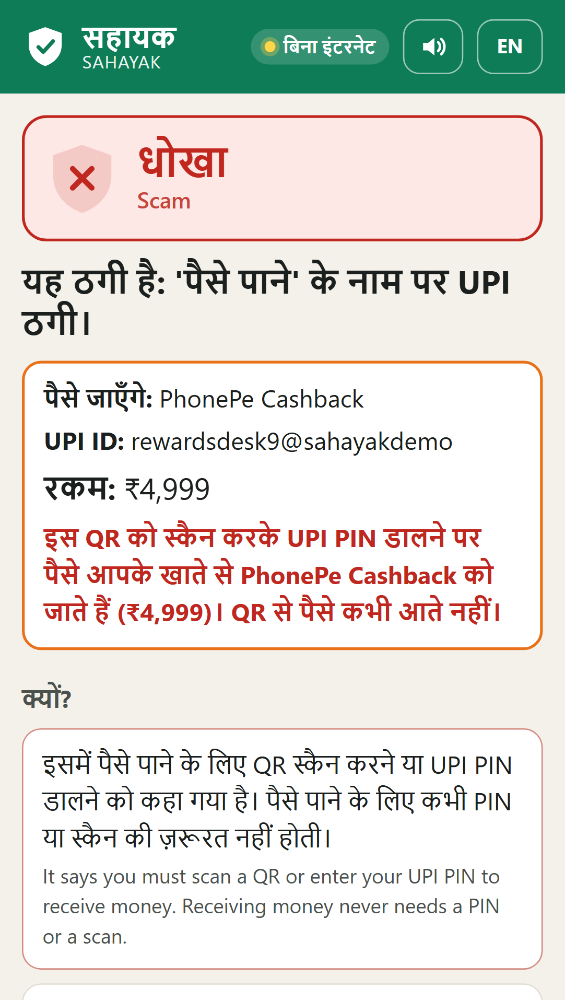 सहायक
SAHAYAK
बिना इंटरनेट
EN
धोखा
Scam
यह ठगी है: 'पैसे पाने' के नाम पर UPI
ठगी।
पैसे जाएँगे: PhonePe Cashback
UPI ID: rewardsdesk9@sahayakdemo
रकम: ₹4,999
इस QR को स्कैन करके UPI PIN डालने पर
पैसे आपके खाते से PhonePe Cashback को
जाते हैं (₹4,999)। QR से पैसे कभी आते नहीं।
क्यों?
इसमें पैसे पाने के लिए QR स्कैन करने या UPI PIN
डालने को कहा गया है। पैसे पाने के लिए कभी PIN
या स्कैन की ज़रूरत नहीं होती।
It says you must scan a QR or enter your UPI PIN to
receive money. Receiving money never needs a PIN
or a scan.